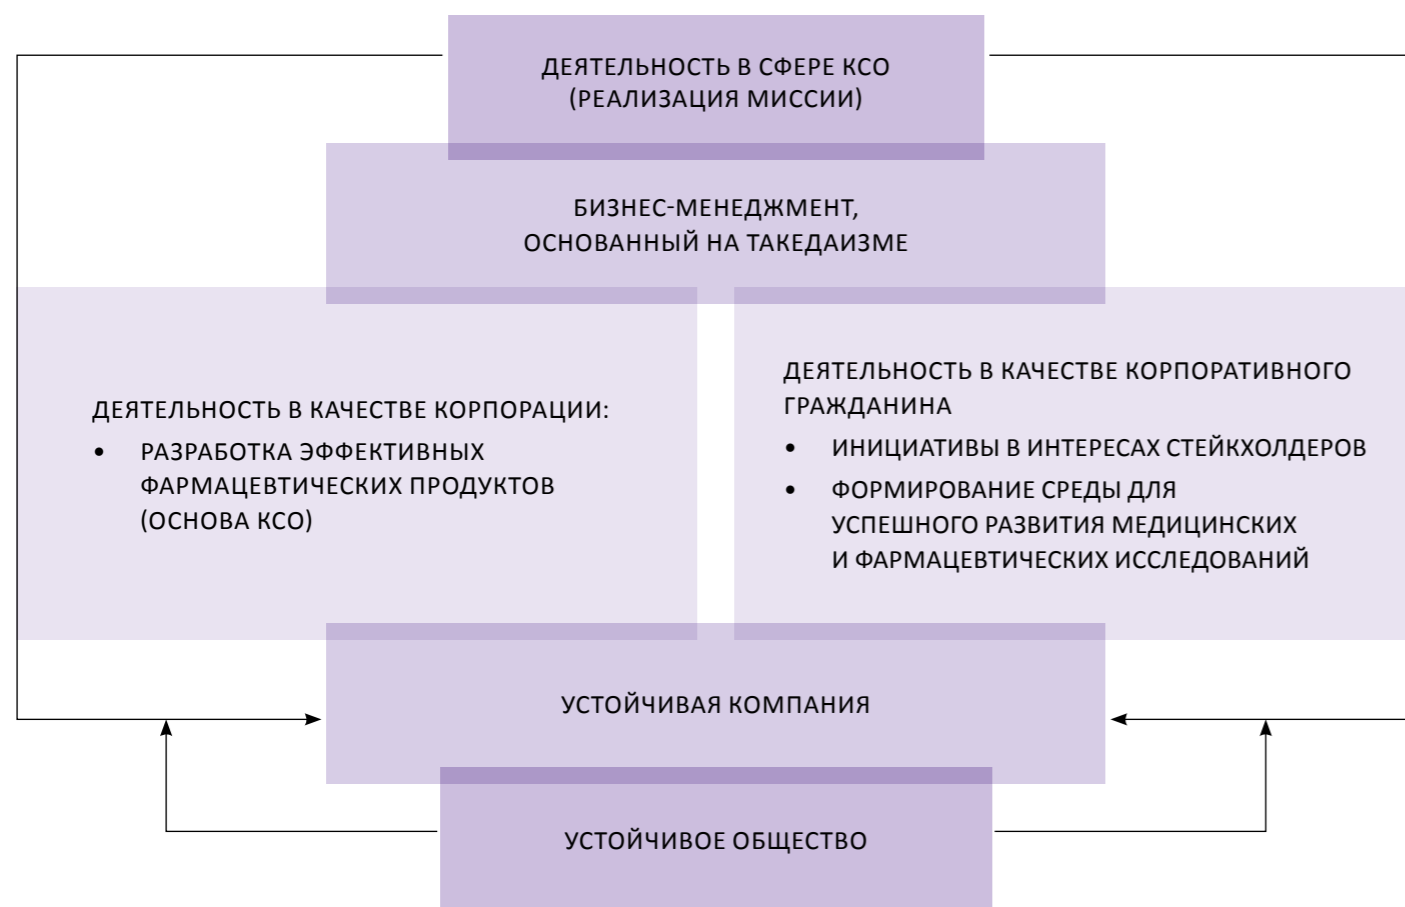 ДЕЯТЕЛЬНОСТЬ В СФЕРЕ КСО
(РЕАЛИЗАЦИЯ МИССИИ)
БИЗНЕС-МЕНЕДЖМЕНТ,
ОСНОВАННЫЙ НА ТАКЕДАИЗМЕ
ДЕЯТЕЛЬНОСТЬ В КАЧЕСТВЕ КОРПОРАЦИИ:
• РАЗРАБОТКА ЭФФЕКТИВНЫХ
ФАРМАЦЕВТИЧЕСКИХ ПРОДУКТОВ
(ОСНОВА КСО)
ДЕЯТЕЛЬНОСТЬ В КАЧЕСТВЕ КОРПОРАТИВНОГО
ГРАЖДАНИНА
• ИНИЦИАТИВЫ В ИНТЕРЕСАХ СТЕЙКХОЛДЕРОВ
• ФОРМИРОВАНИЕ СРЕДЫ ДЛЯ
УСПЕШНОГО РАЗВИТИЯ МЕДИЦИНСКИХ
И ФАРМАЦЕВТИЧЕСКИХ ИССЛЕДОВАНИЙ
УСТОЙЧИВАЯ КОМПАНИЯ
УСТОЙЧИВОЕ ОБЩЕСТВО